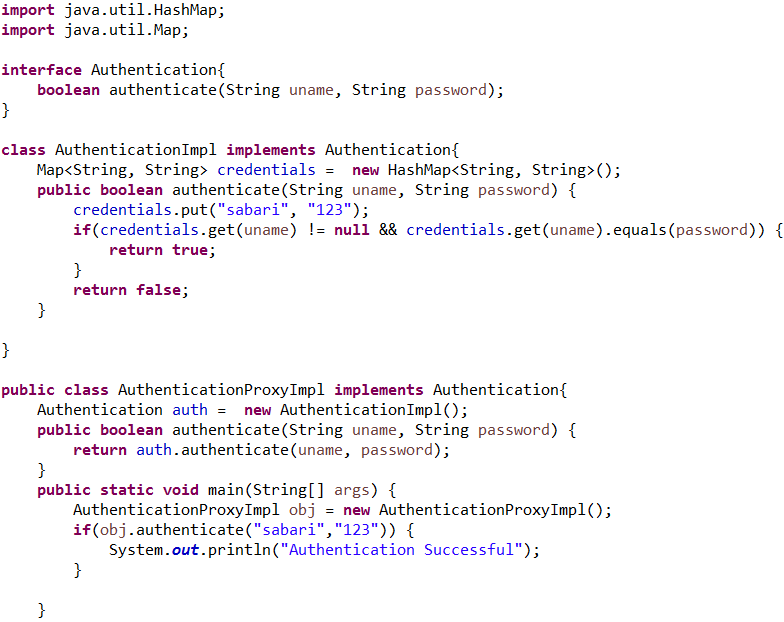 import java.util.HashMap;
import java.util.Map;

interface Authentication{
    boolean authenticate(String uname, String password);
}

class AuthenticationImpl implements Authentication{
    Map<String, String> credentials =  new HashMap<String, String>();
    public boolean authenticate(String uname, String password) {
        credentials.put("sabari", "123");
        if(credentials.get(uname) != null && credentials.get(uname).equals(password)) {
            return true;
        }
        return false;
    }

}

public class AuthenticationProxyImpl implements Authentication{
    Authentication auth =  new AuthenticationImpl();
    public boolean authenticate(String uname, String password) {
        return auth.authenticate(uname, password);
    }
    public static void main(String[] args) {
        AuthenticationProxyImpl obj = new AuthenticationProxyImpl();
        if(obj.authenticate("sabari","123")) {
            System.out.println("Authentication Successful");
        }

    }